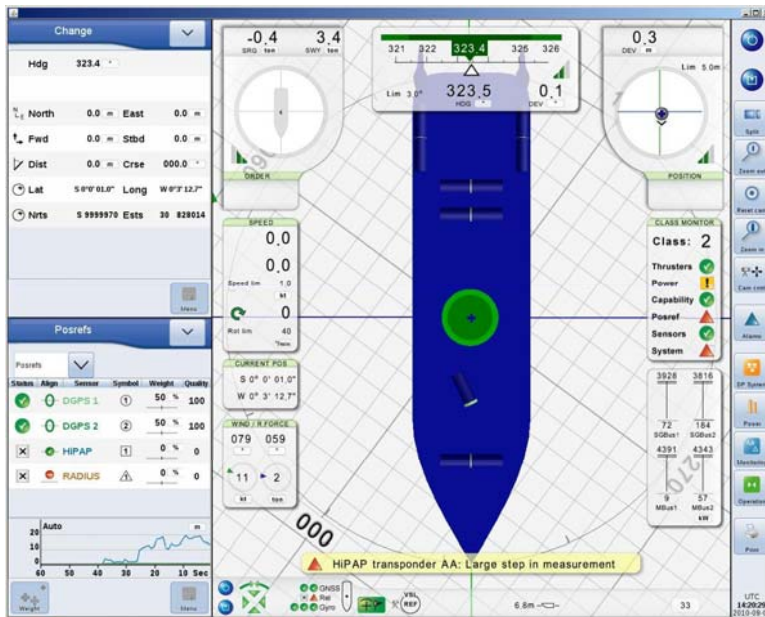 Change
Hdg 323.4 °
North 0.0 m East 0.0 m
Fwd 0.0 m Stbd 0.0 m
Dist 0.0 m Crse 000.0 °
Lat S 0°0' 01.0" Long W 0°3' 12.7"
Nrts S 9999970 Ests 30 828014
Menu
Posrefs
Posrefs
Status Align Sensor Symbol Weight Quality
DGPS 1 1 50 % 100
DGPS 2 2 50 % 100
HiPAP 1 0 % 0
RADIUS 0 % 0
Auto m
20
10
0
60 50 40 30 20 10 Sec
Weight
Menu
-0.4 3.4
SRG ton SWY ton
ORDER
321 322 323.4 325 326
Lim 3.0° 323.5 0.1
HDG ° DEV °
0.3
DEV m
Lim 5.0m
POSITION
SPEED
0.0
0.0
Speed lim 1.0
kt
0
Rot lim 40
°/min
CURRENT POS
S 0° 0' 01,0"
W 0° 3' 12,7"
WIND / R FORCE
079 059
° °
11 2
kt ton
000
270
CLASS MONITOR
Class: 2
Thrusters
Power
Capability
Posref
Sensors
System
3928 3816
72 184
SGBus1 SGBus2
4391 4343
9 57
MBus1 MBus2
kW
HiPAP transponder AA: Large step in measurement
GNSS
Rel
Gyro
VSL
REF
6.8m
33
Split
Zoom out
Reset cam
Zoom in
Cam cntr
Alarms
DP System
Power
Monitoring
Operation
Print
UTC
14:20:29